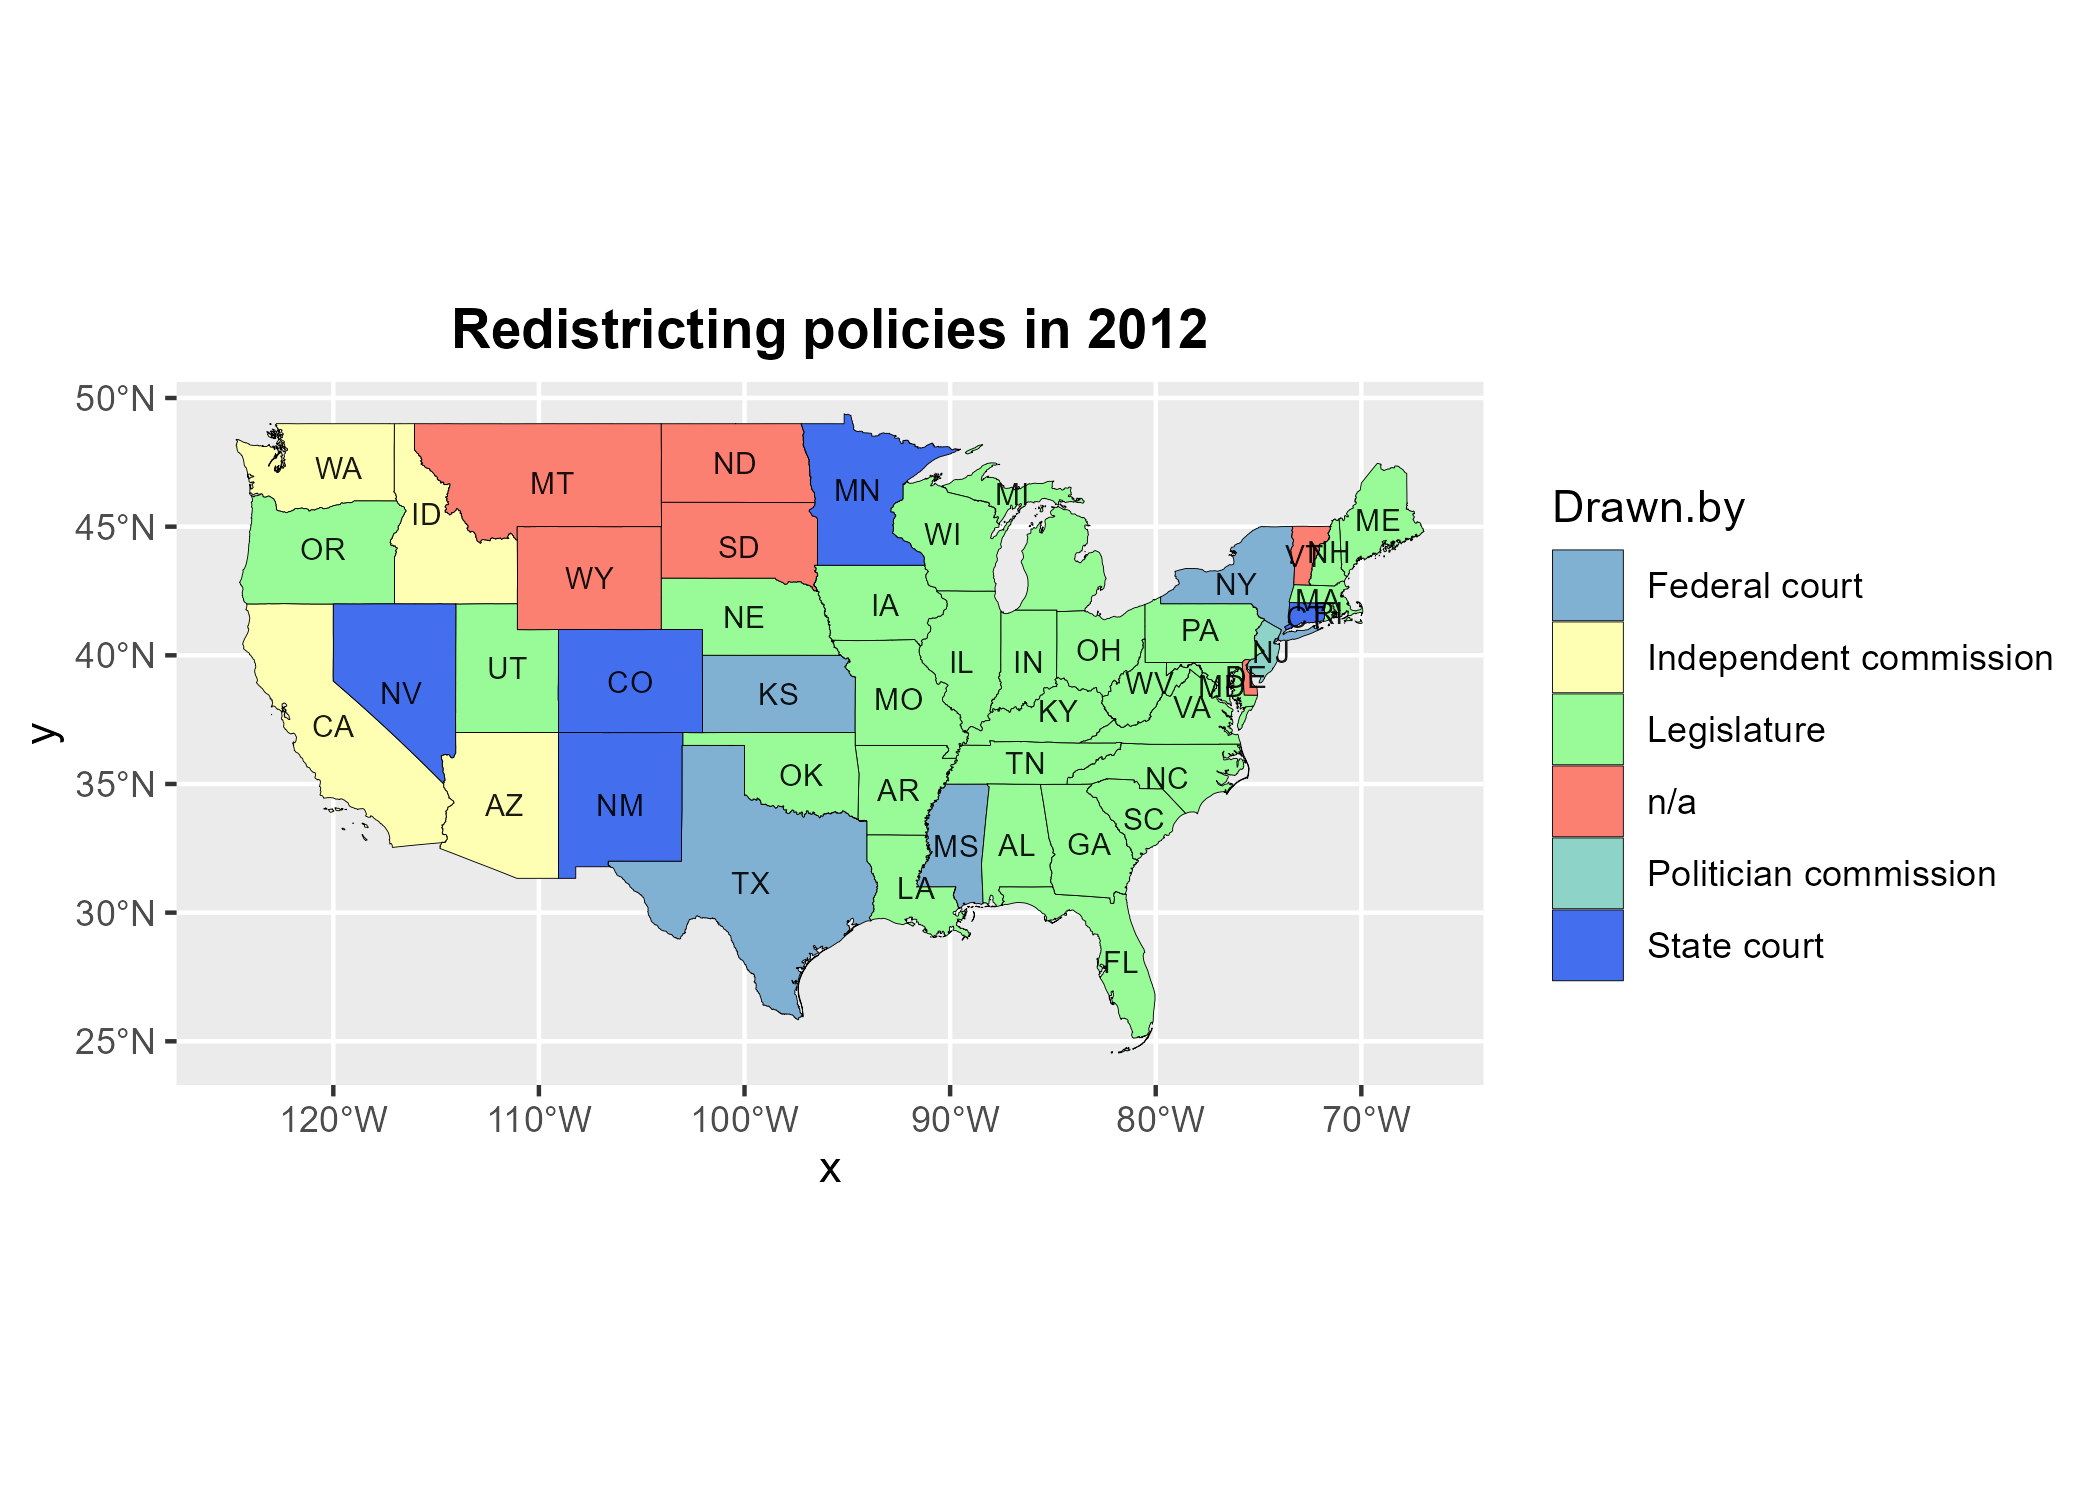 Redistricting policies in 2012
50°N
45°N
40°N
35°N
30°N
25°N
y
WA
MT
ND
MN
MI
ME
ID
OR
WY
SD
WI
VT
NH
NY
MA
CT
RI
IA
NE
PA
NJ
NV
UT
CO
KS
IL
IN
OH
WV
MD
DE
VA
CA
MO
KY
AZ
NM
OK
AR
TN
NC
SC
TX
LA
MS
AL
GA
FL
120°W
110°W
100°W
90°W
80°W
70°W
x
Drawn.by
Federal court
Independent commission
Legislature
n/a
Politician commission
State court